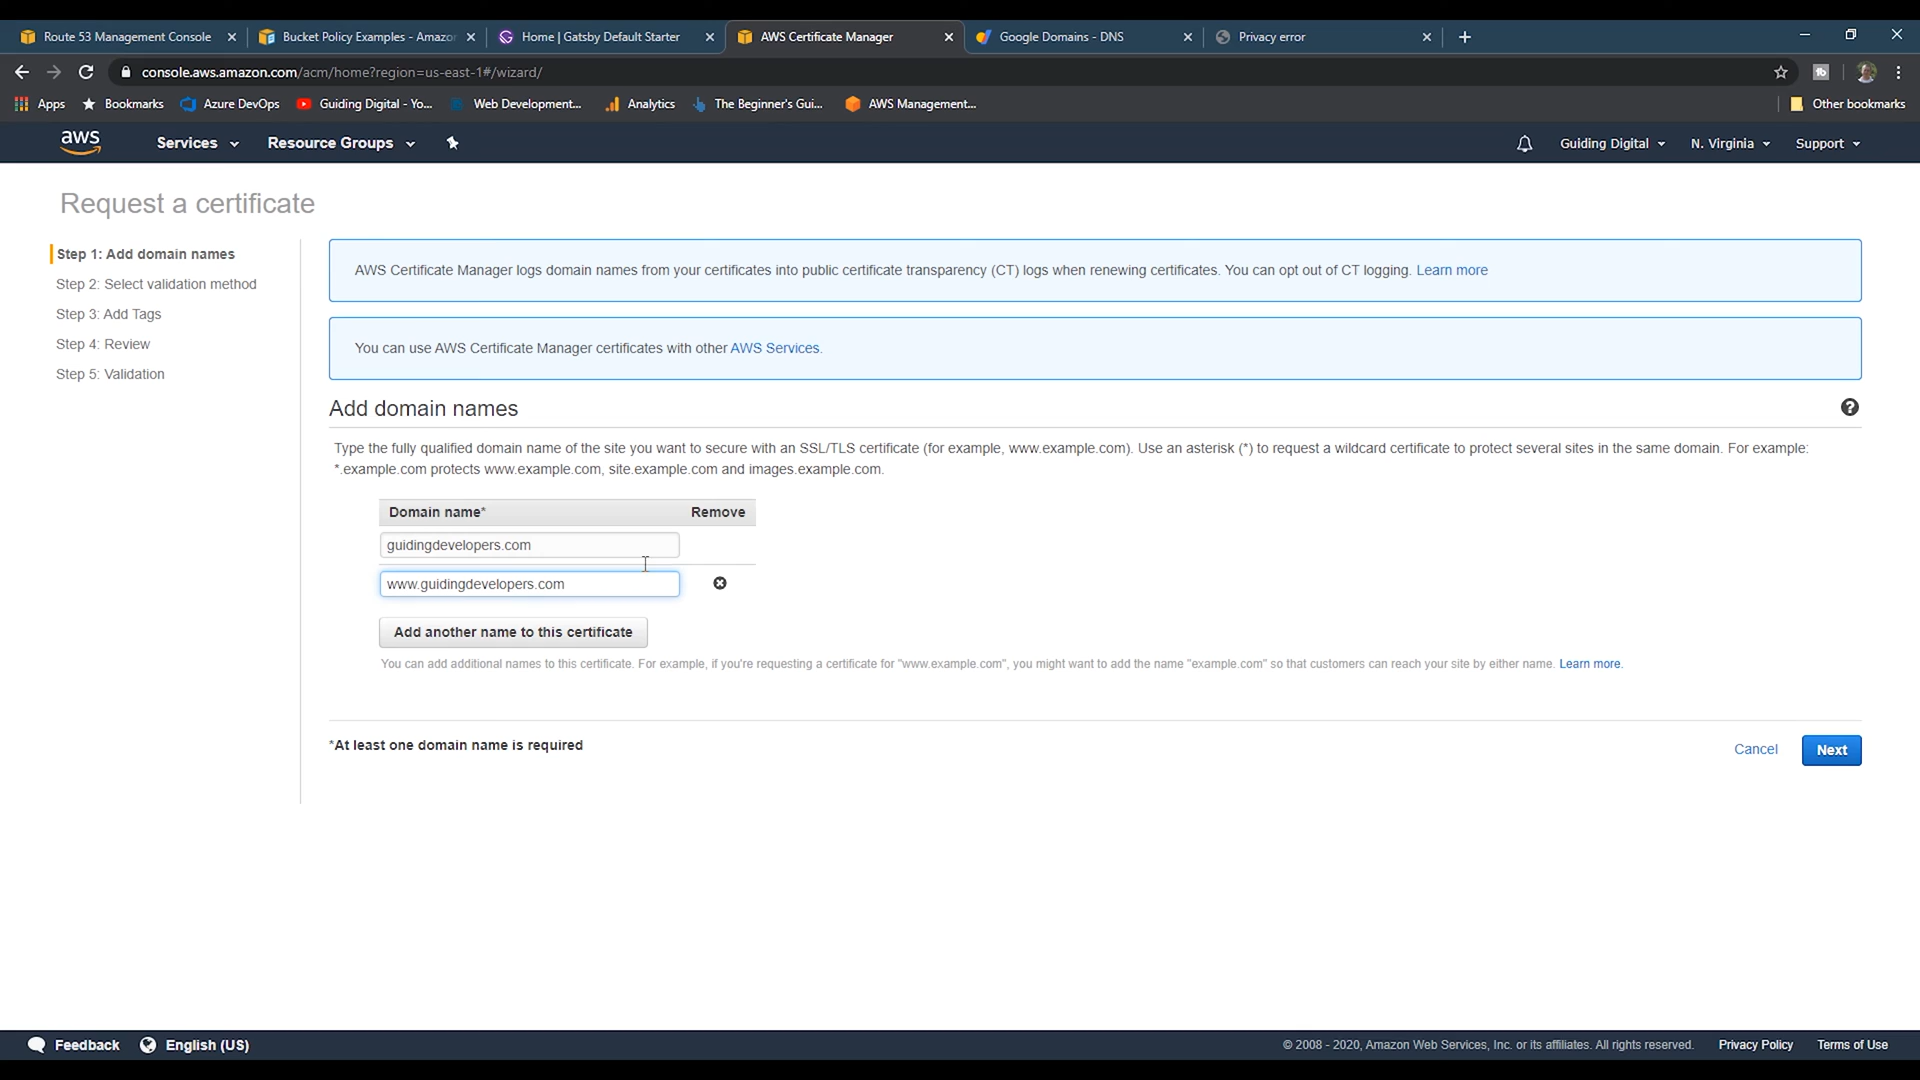 Route 53 Management Console
Bucket Policy Examples - Amazon
Home | Gatsby Default Starter
AWS Certificate Manager
Google Domains - DNS
Privacy error
console.aws.amazon.com/acm/home?region=us-east-1#/wizard/
Apps
Bookmarks
Azure DevOps
Guiding Digital - Yo...
Web Development...
Analytics
The Beginner's Gui...
AWS Management...
Other bookmarks
aws
Services
Resource Groups
Guiding Digital
N. Virginia
Support
Request a certificate
Step 1: Add domain names
Step 2: Select validation method
Step 3: Add Tags
Step 4: Review
Step 5: Validation
AWS Certificate Manager logs domain names from your certificates into public certificate transparency (CT) logs when renewing certificates. You can opt out of CT logging. Learn more
You can use AWS Certificate Manager certificates with other AWS Services.
Add domain names
Type the fully qualified domain name of the site you want to secure with an SSL/TLS certificate (for example, www.example.com). Use an asterisk (*) to request a wildcard certificate to protect several sites in the same domain. For example:
*.example.com protects www.example.com, site.example.com and images.example.com.
Domain name*
Remove
guidingdevelopers.com
www.guidingdevelopers.com
Add another name to this certificate
You can add additional names to this certificate. For example, if you're requesting a certificate for "www.example.com", you might want to add the name "example.com" so that customers can reach your site by either name. Learn more.
*At least one domain name is required
Cancel
Next
Feedback
English (US)
© 2008 - 2020, Amazon Web Services, Inc. or its affiliates. All rights reserved.
Privacy Policy
Terms of Use